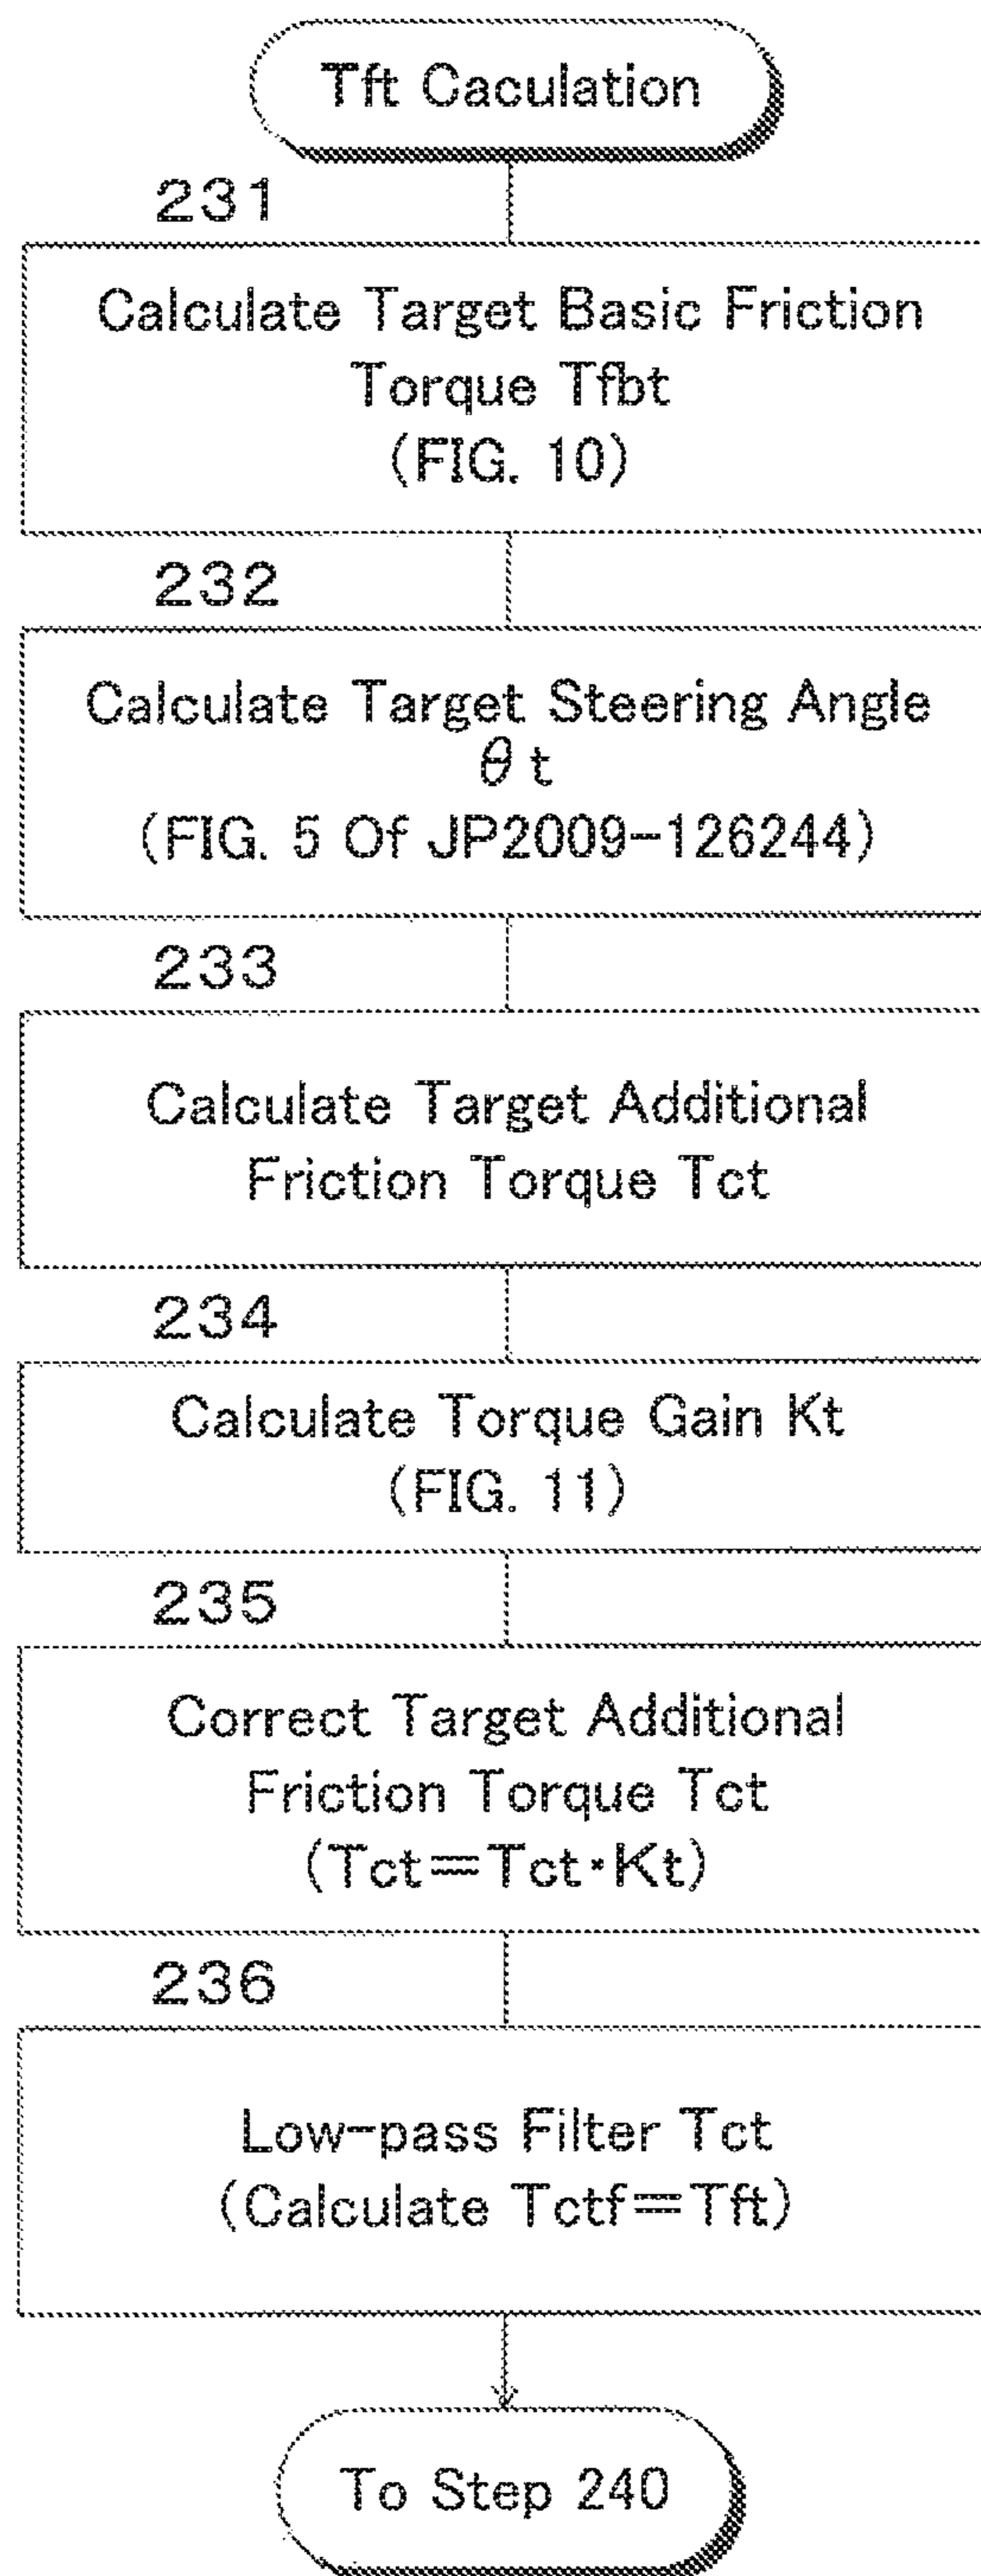 Tft Caculation
231
Calculate Target Basic Friction
Torque Tfbt
(FIG. 10)
232
Calculate Target Steering Angle
θt
(FIG. 5 Of JP2009-126244)
233
Calculate Target Additional
Friction Torque Tct
234
Calculate Torque Gain Kt
(FIG. 11)
235
Correct Target Additional
Friction Torque Tct
(Tct=Tct・Kt)
236
Low-pass Filter Tct
(Calculate Tctf=Tft)
To Step 240